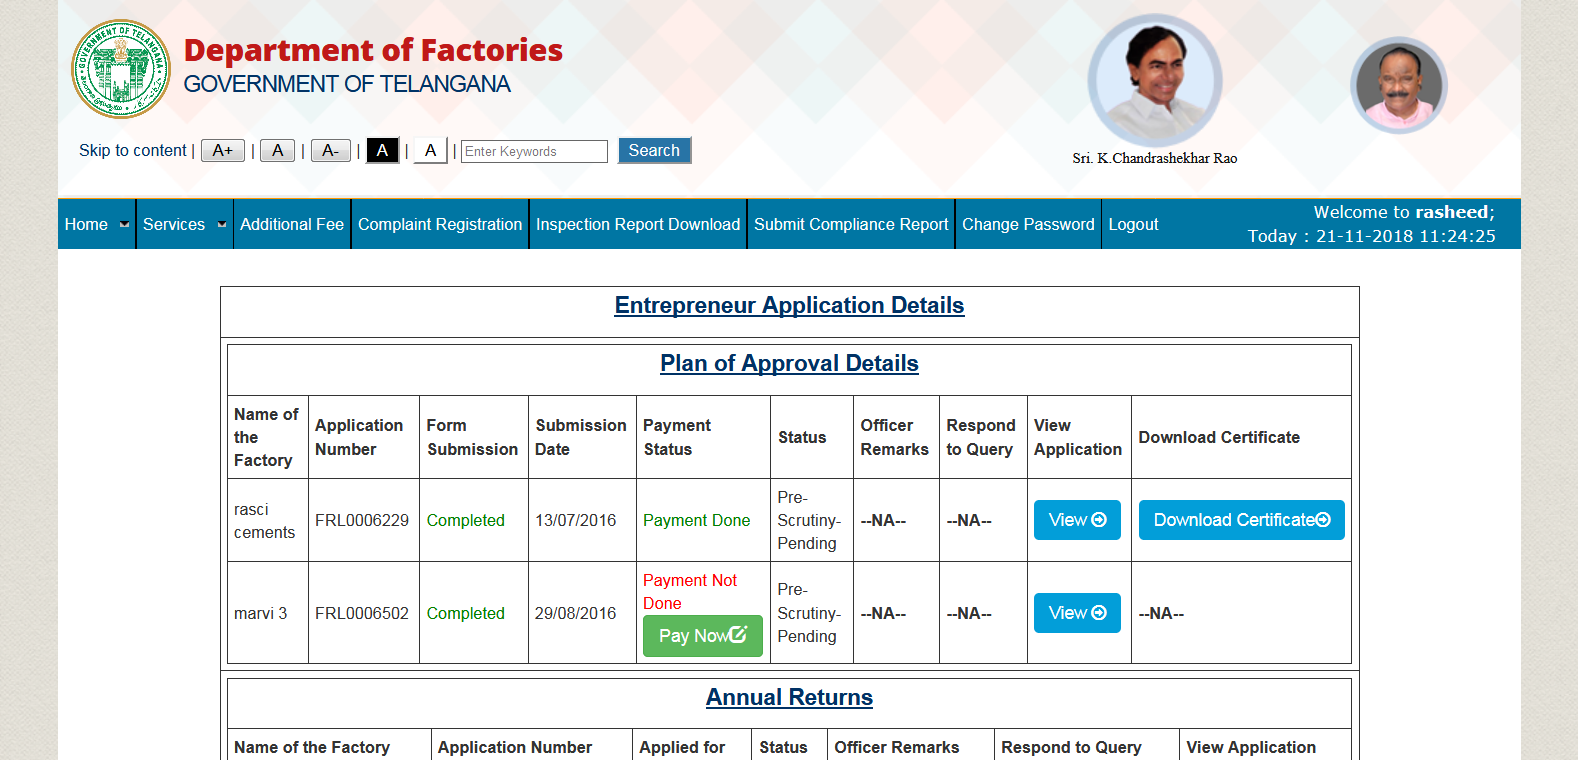 Department of Factories
GOVERNMENT OF TELANGANA
Skip to content | A+ | A | A- | A | A | Enter Keywords Search
Sri. K.Chandrashekhar Rao
Home Services Additional Fee Complaint Registration Inspection Report Download Submit Compliance Report Change Password Logout
Welcome to rasheed;
Today : 21-11-2018 11:24:25
Entrepreneur Application Details
Plan of Approval Details
Name of the Factory Application Number Form Submission Submission Date Payment Status Status Officer Remarks Respond to Query View Application Download Certificate
rasci cements FRL0006229 Completed 13/07/2016 Payment Done Pre-Scrutiny-Pending --NA-- --NA-- View Download Certificate
marvi 3 FRL0006502 Completed 29/08/2016 Payment Not Done Pay Now Pre-Scrutiny-Pending --NA-- --NA-- View --NA--
Annual Returns
Name of the Factory Application Number Applied for Status Officer Remarks Respond to Query View Application